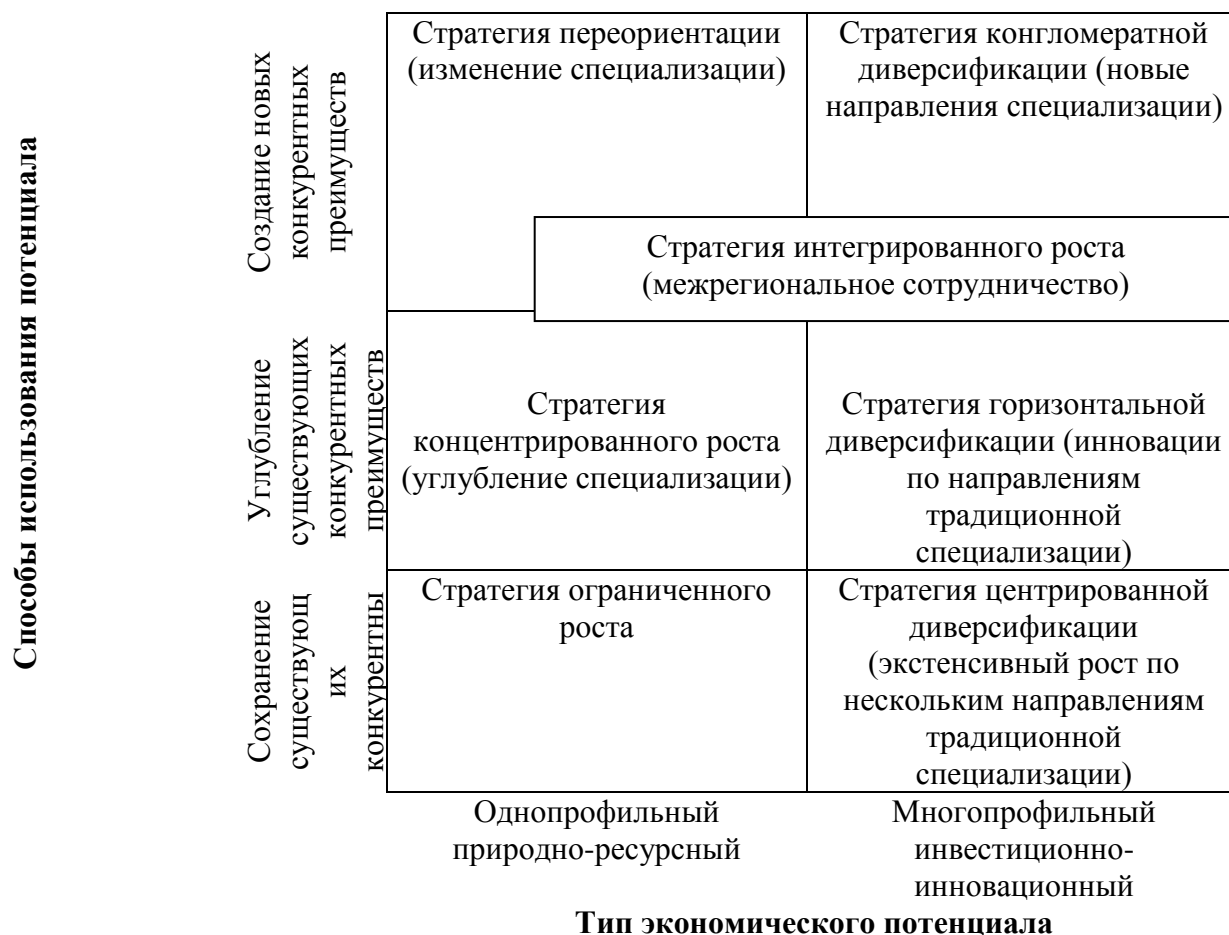 Способы использования потенциала
Создание новых
конкурентных
преимуществ
Стратегия переориентации
(изменение специализации)
Стратегия конгломератной
диверсификации (новые
направления специализации)
Стратегия интегрированного роста
(межрегиональное сотрудничество)
Углубление
существующих
конкурентных
преимуществ
Стратегия
концентрированного роста
(углубление специализации)
Стратегия горизонтальной
диверсификации (инновации
по направлениям
традиционной
специализации)
Сохранение
существующ
их
конкурентны
Стратегия ограниченного
роста
Стратегия центрированной
диверсификации
(экстенсивный рост по
нескольким направлениям
традиционной
специализации)
Однопрофильный
природно-ресурсный
Многопрофильный
инвестиционно-
инновационный
Тип экономического потенциала